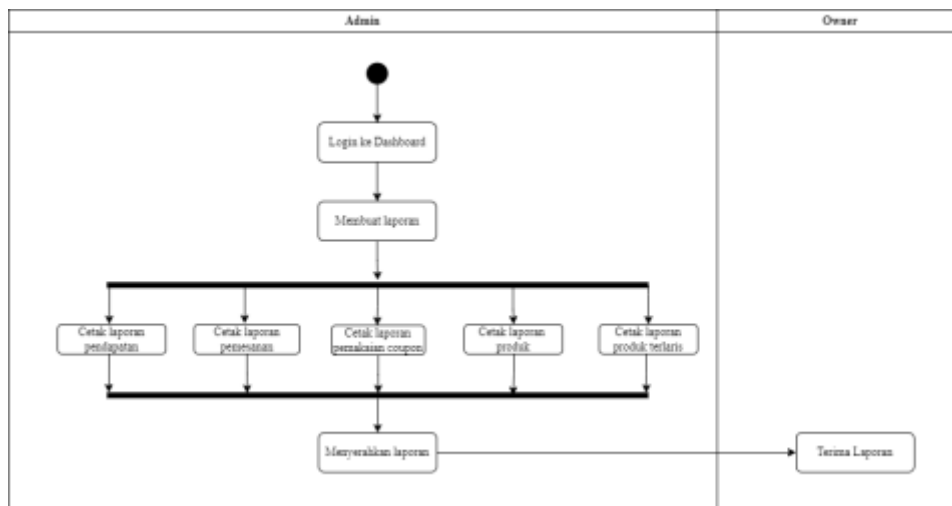 Admin
Owner
Login ke Dashboard
Membuat laporan
Cetak laporan
pendapatan
Cetak laporan
pemesanan
Cetak laporan
pemakaian coupon
Cetak laporan
produk
Cetak laporan
produk terlaris
Menyerahkan laporan
Terima Laporan